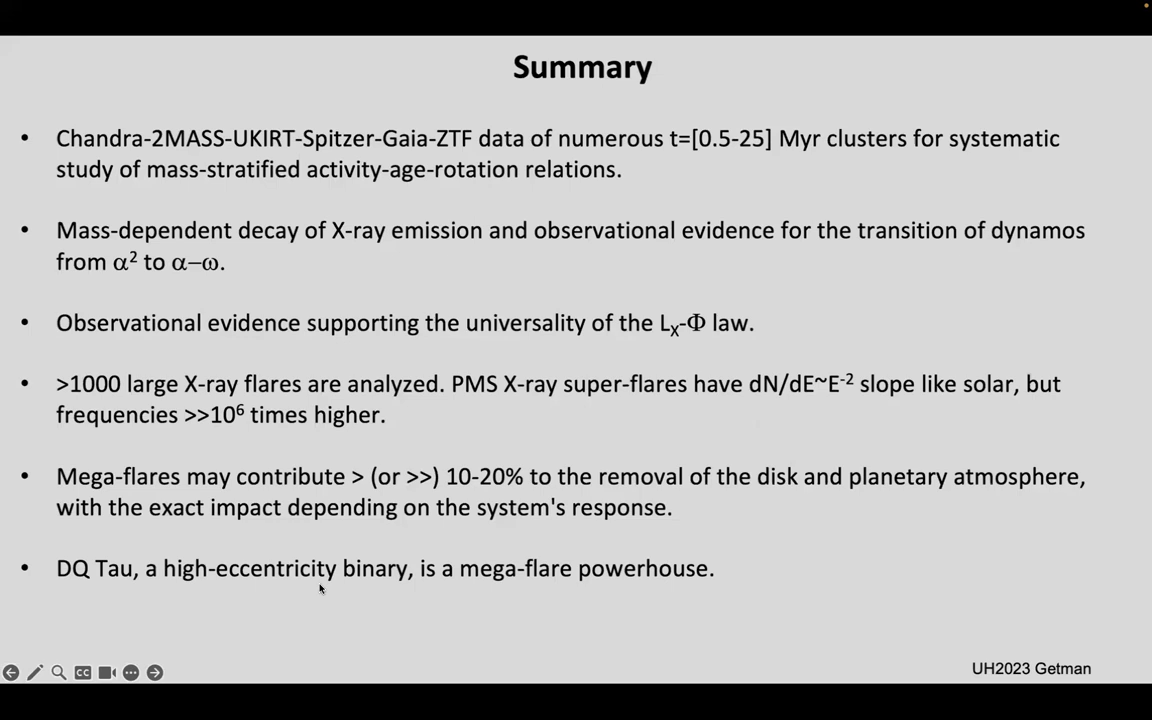 Summary
• Chandra-2MASS-UKIRT-Spitzer-Gaia-ZTF data of numerous t=[0.5-25] Myr clusters for systematic
study of mass-stratified activity-age-rotation relations.
• Mass-dependent decay of X-ray emission and observational evidence for the transition of dynamos
from α² to α–ω.
• Observational evidence supporting the universality of the Lₓ-Φ law.
• >1000 large X-ray flares are analyzed. PMS X-ray super-flares have dN/dE~E⁻² slope like solar, but
frequencies >>10⁶ times higher.
• Mega-flares may contribute > (or >>) 10-20% to the removal of the disk and planetary atmosphere,
with the exact impact depending on the system's response.
• DQ Tau, a high-eccentricity binary, is a mega-flare powerhouse.
CC
UH2023 Getman